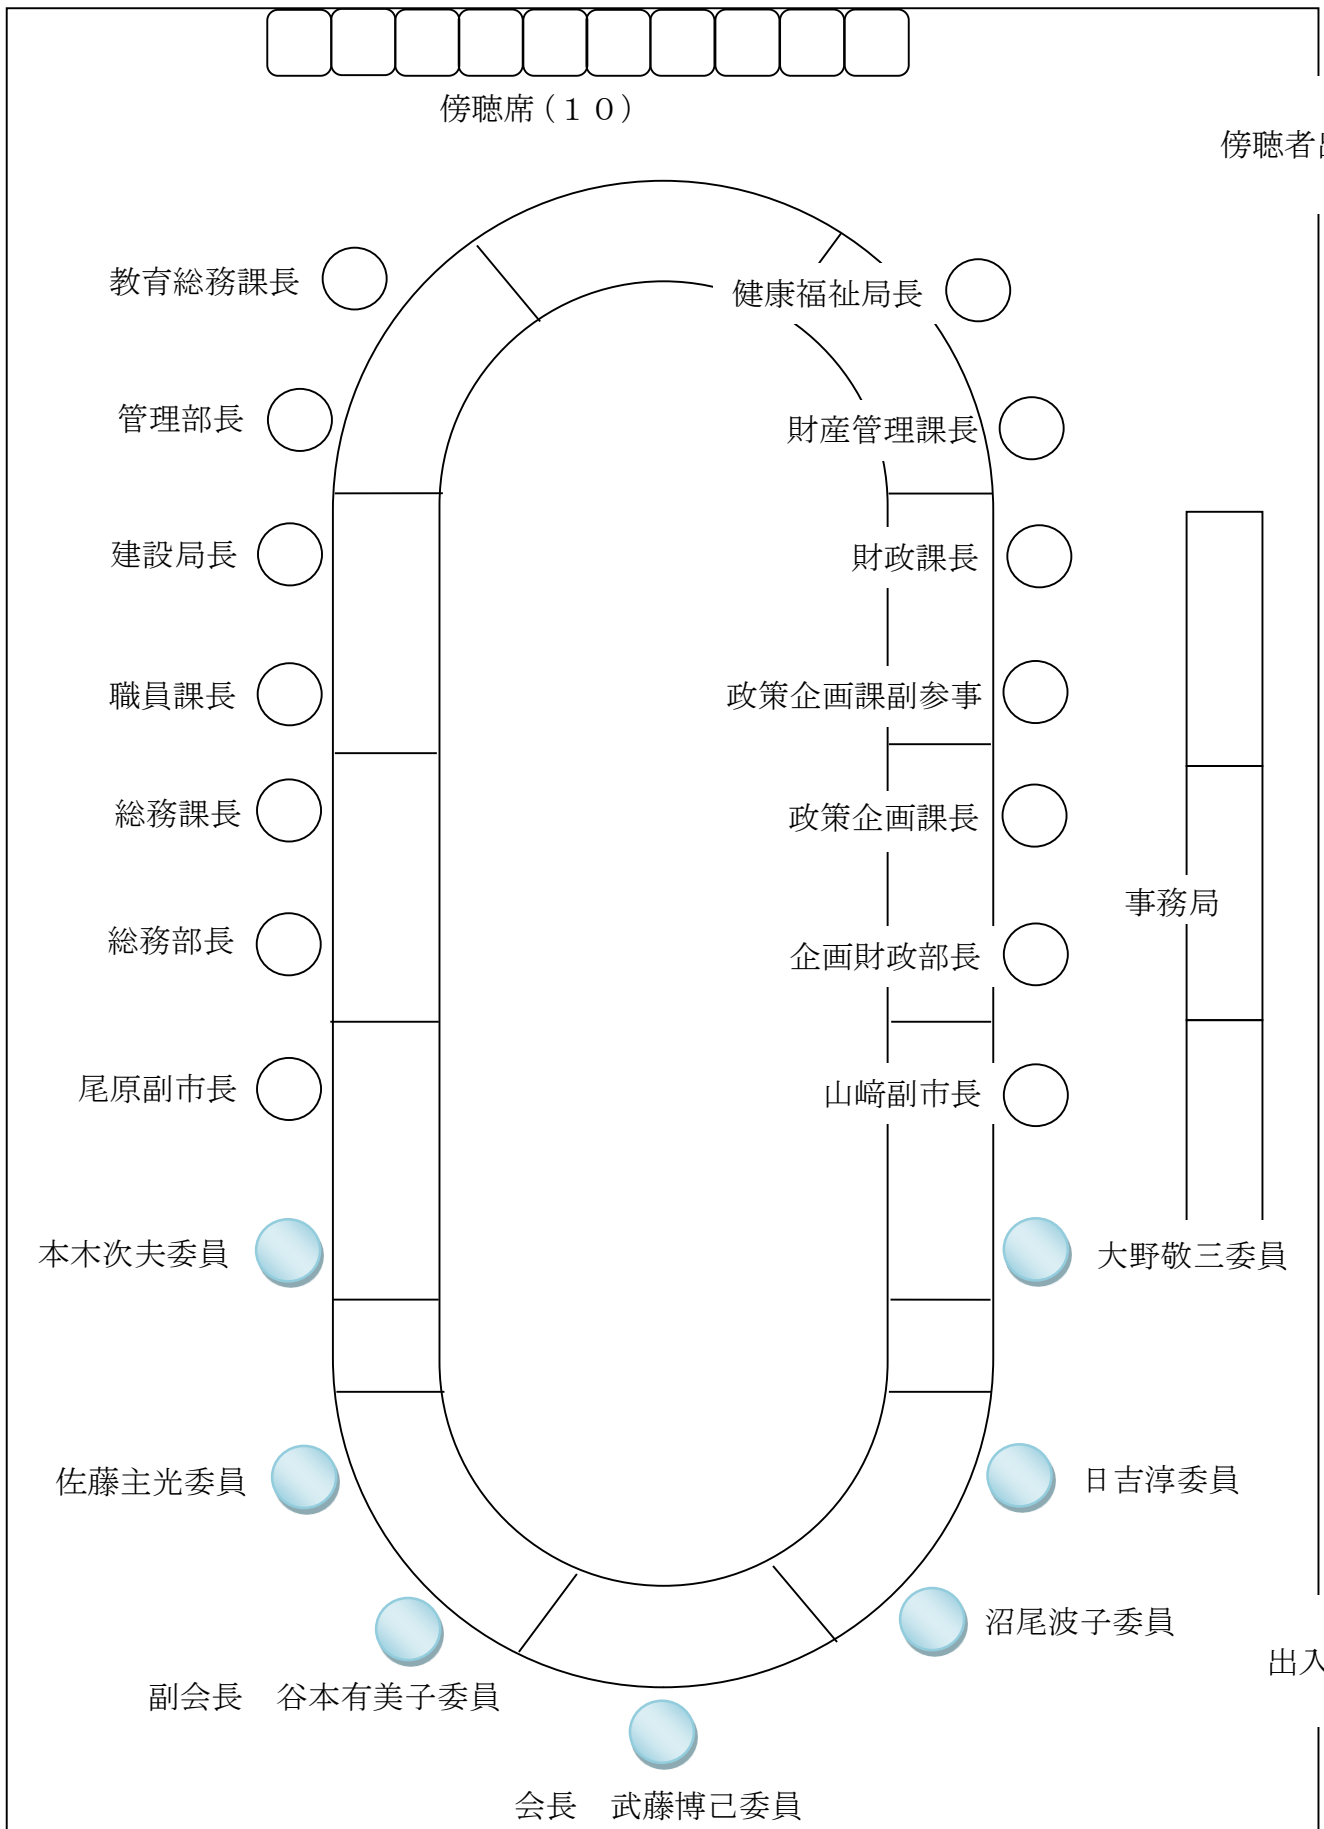 傍聴席（１０）
傍聴者
教育総務課長
健康福祉局長
管理部長
財産管理課長
建設局長
財政課長
職員課長
政策企画課副参事
総務課長
政策企画課長
事務局
総務部長
企画財政部長
尾原副市長
山﨑副市長
本木次夫委員
大野敬三委員
佐藤主光委員
日吉淳委員
沼尾波子委員
出入
副会長　谷本有美子委員
会長　武藤博己委員